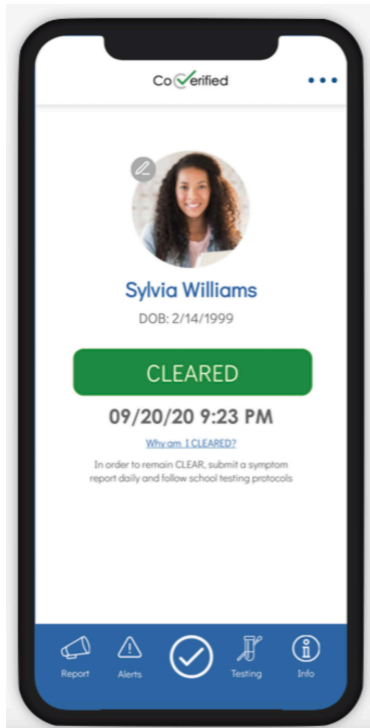 CoVerified
Sylvia Williams
DOB: 2/14/1999
CLEARED
09/20/20 9:23 PM
Why am I CLEARED?
In order to remain CLEAR, submit a symptom
report daily and follow school testing protocols
Report Alerts Testing Info